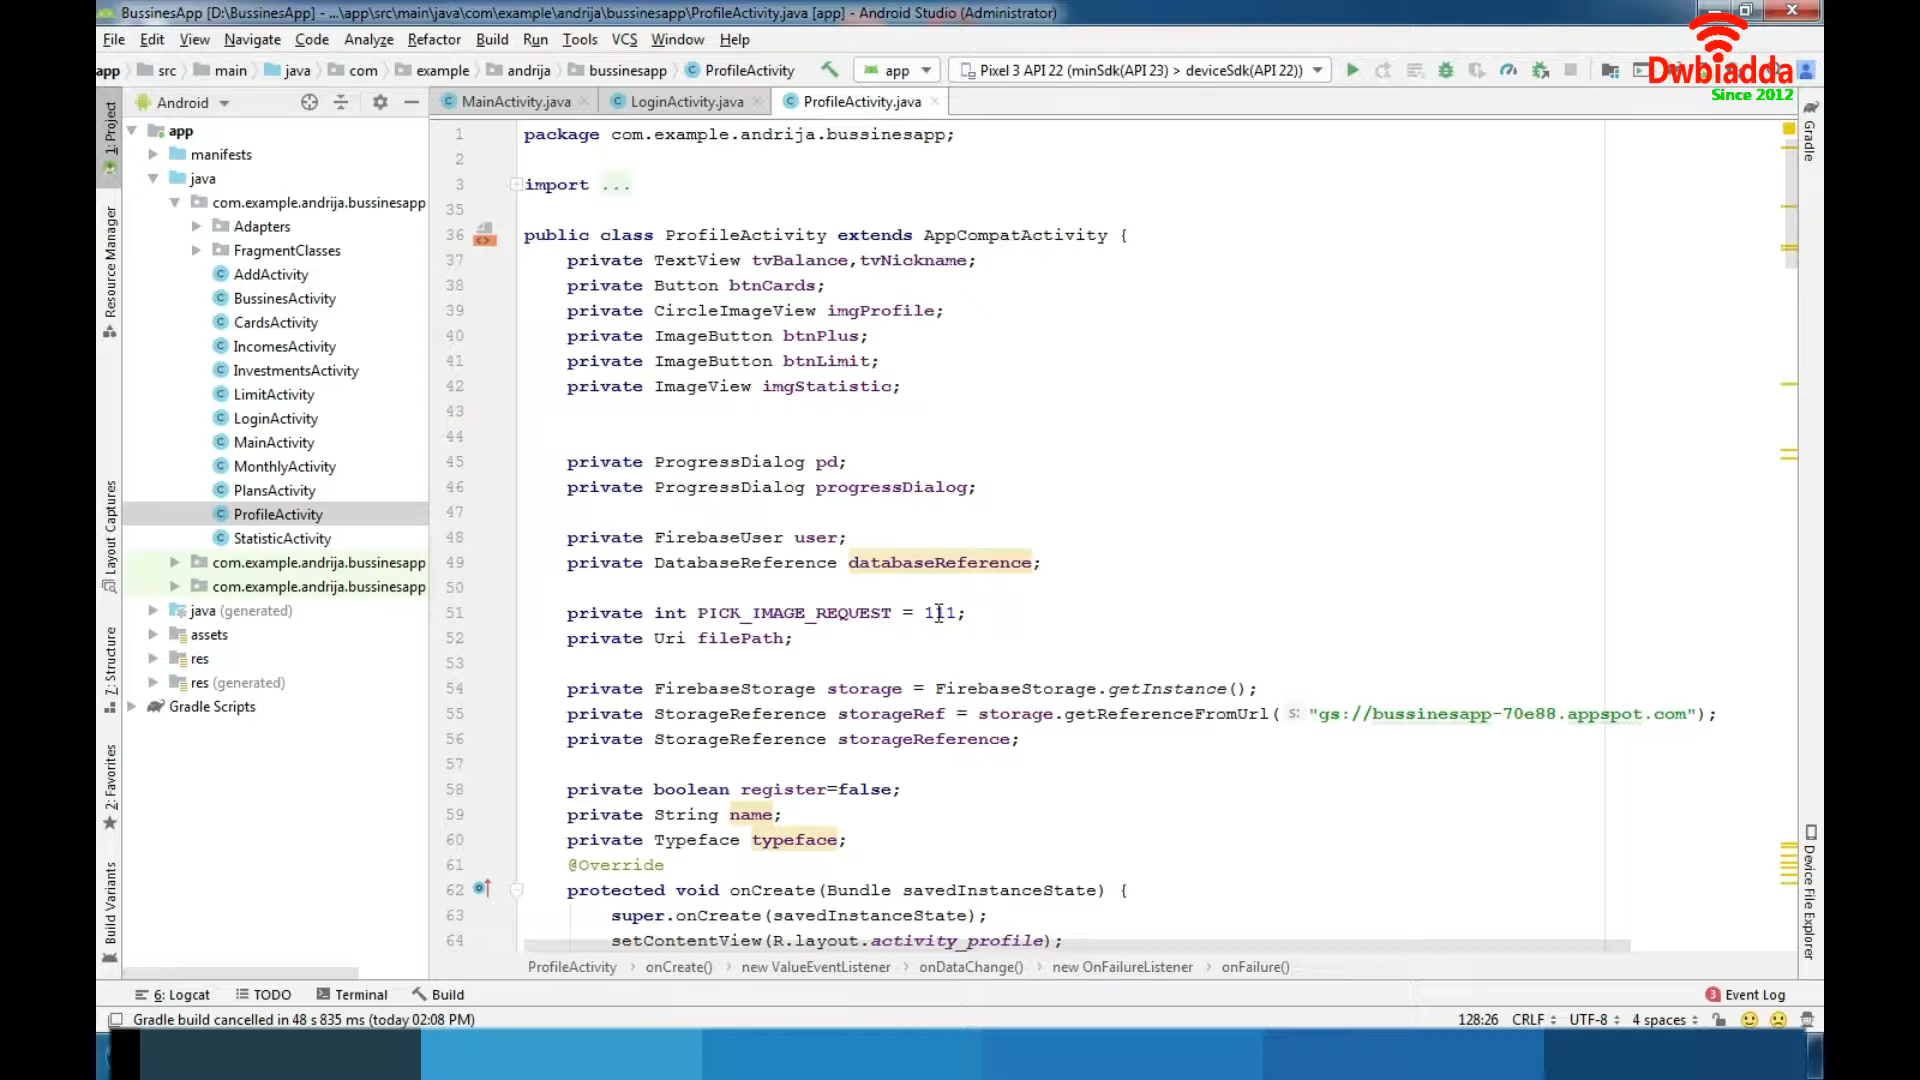 BussinesApp [D:\BussinesApp] - ...\app\src\main\java\com\example\andrija\bussinesapp\ProfileActivity.java [app] - Android Studio (Administrator)
File Edit View Navigate Code Analyze Refactor Build Run Tools VCS Window Help
app src main java com example andrija bussinesapp ProfileActivity app Pixel 3 API 22 (minSdk(API 23) > deviceSdk(API 22))
Dwbiadda
Since 2012
Android
MainActivity.java LoginActivity.java ProfileActivity.java
1: Project
Resource Manager
Layout Captures
7: Structure
2: Favorites
Build Variants
app
manifests
java
com.example.andrija.bussinesapp
Adapters
FragmentClasses
AddActivity
BussinesActivity
CardsActivity
IncomesActivity
InvestmentsActivity
LimitActivity
LoginActivity
MainActivity
MonthlyActivity
PlansActivity
ProfileActivity
StatisticActivity
com.example.andrija.bussinesapp
com.example.andrija.bussinesapp
java (generated)
assets
res
res (generated)
Gradle Scripts
1 package com.example.andrija.bussinesapp;
2
3 import ...
35
36 public class ProfileActivity extends AppCompatActivity {
37 private TextView tvBalance,tvNickname;
38 private Button btnCards;
39 private CircleImageView imgProfile;
40 private ImageButton btnPlus;
41 private ImageButton btnLimit;
42 private ImageView imgStatistic;
43
44
45 private ProgressDialog pd;
46 private ProgressDialog progressDialog;
47
48 private FirebaseUser user;
49 private DatabaseReference databaseReference;
50
51 private int PICK_IMAGE_REQUEST = 111;
52 private Uri filePath;
53
54 private FirebaseStorage storage = FirebaseStorage.getInstance();
55 private StorageReference storageRef = storage.getReferenceFromUrl( s: "gs://bussinesapp-70e88.appspot.com");
56 private StorageReference storageReference;
57
58 private boolean register=false;
59 private String name;
60 private Typeface typeface;
61 @Override
62 protected void onCreate(Bundle savedInstanceState) {
63 super.onCreate(savedInstanceState);
64 setContentView(R.layout.activity_profile);
Gradle
Device File Explorer
ProfileActivity onCreate() new ValueEventListener onDataChange() new OnFailureListener onFailure()
6: Logcat TODO Terminal Build 3 Event Log
Gradle build cancelled in 48 s 835 ms (today 02:08 PM) 128:26 CRLF UTF-8 4 spaces